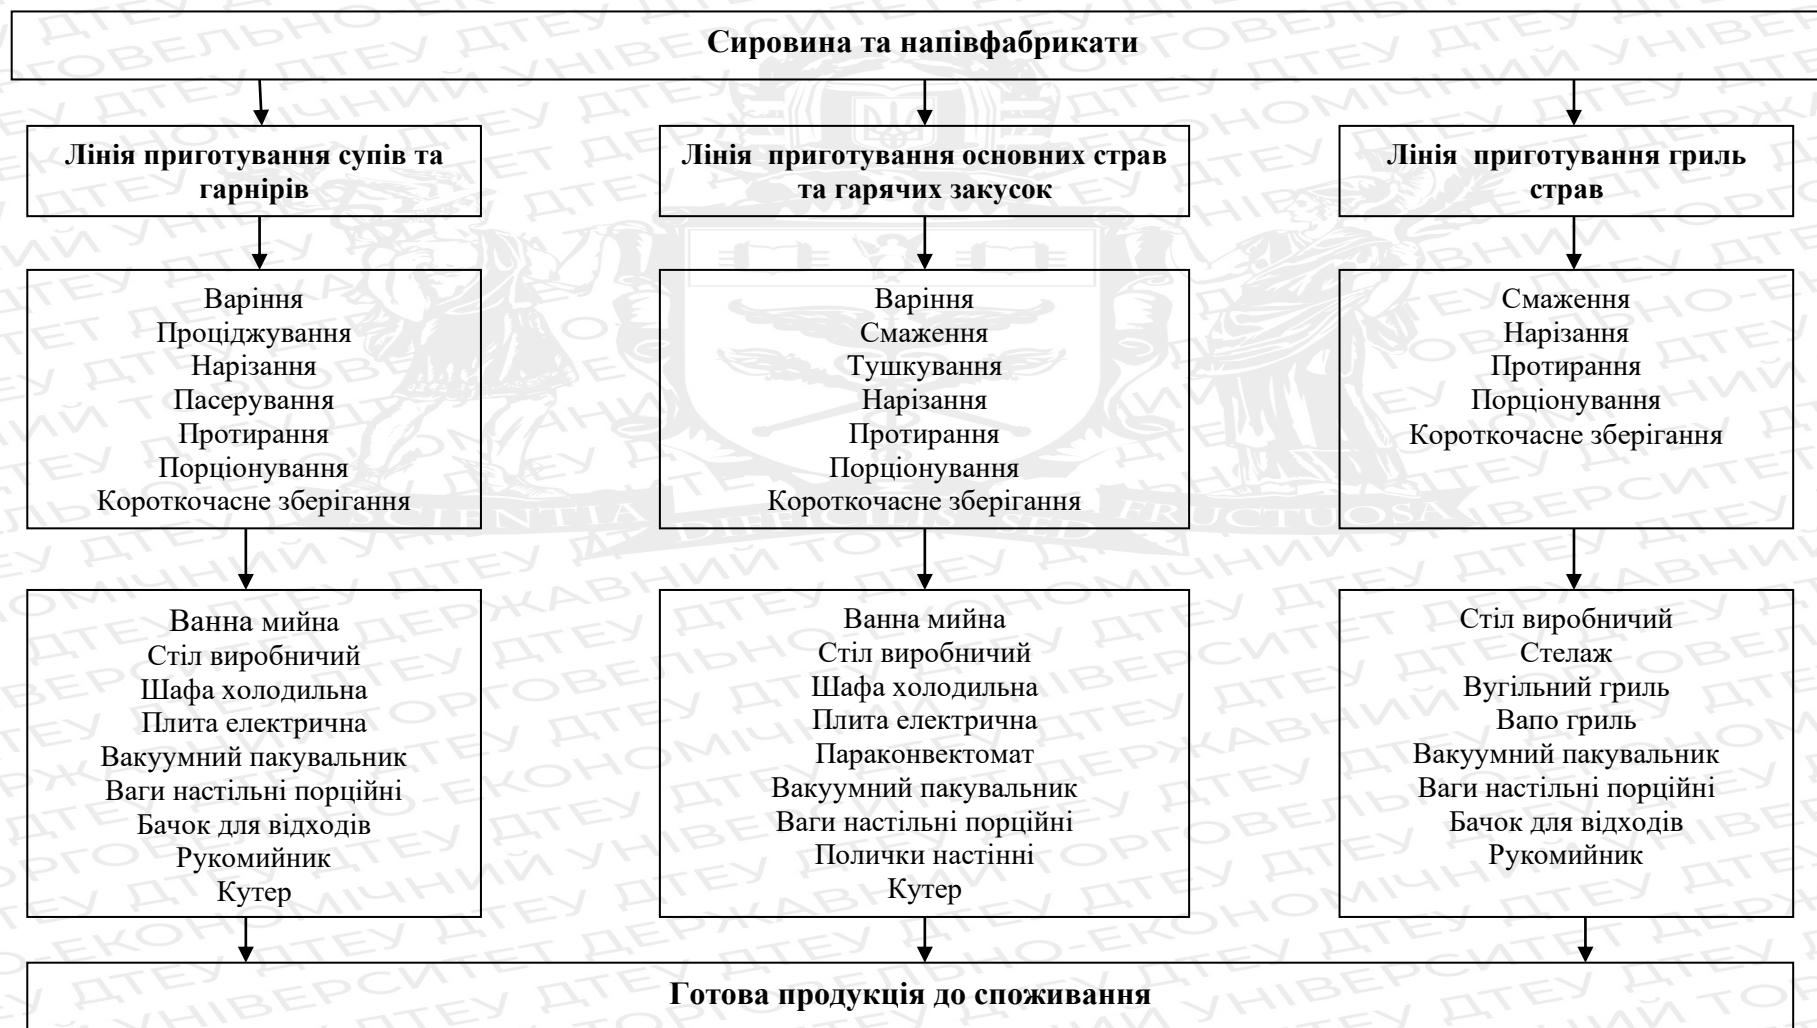 Сировина та напівфабрикати
Лінія приготування супів та
гарнірів
Лінія приготування основних страв
та гарячих закусок
Лінія приготування гриль
страв
Варіння
Проціджування
Нарізання
Пасерування
Протирання
Порціонування
Короткочасне зберігання
Варіння
Смаження
Тушкування
Нарізання
Протирання
Порціонування
Короткочасне зберігання
Смаження
Нарізання
Протирання
Порціонування
Короткочасне зберігання
SCIENTIA DIFFICILIS SED FRUCTUOSA
Ванна мийна
Стіл виробничий
Шафа холодильна
Плита електрична
Вакуумний пакувальник
Ваги настільні порційні
Бачок для відходів
Рукомийник
Кутер
Ванна мийна
Стіл виробничий
Шафа холодильна
Плита електрична
Параконвектомат
Вакуумний пакувальник
Ваги настільні порційні
Полички настінні
Кутер
Стіл виробничий
Стелаж
Вугільний гриль
Вапо гриль
Вакуумний пакувальник
Ваги настільні порційні
Бачок для відходів
Рукомийник
Готова продукція до споживання